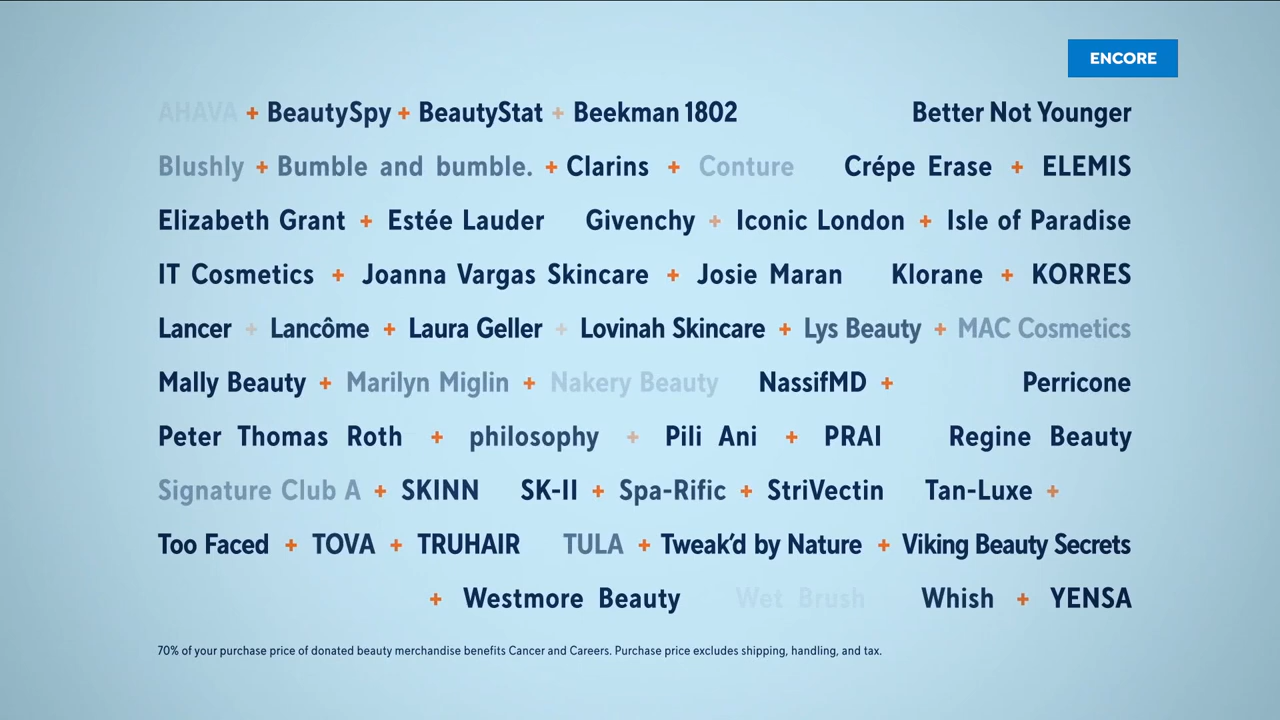 ENCORE
AHAVA + BeautySpy + BeautyStat + Beekman 1802 Better Not Younger
Blushly + Bumble and bumble. + Clarins + Conture Crépe Erase + ELEMIS
Elizabeth Grant + Estée Lauder Givenchy + Iconic London + Isle of Paradise
IT Cosmetics + Joanna Vargas Skincare + Josie Maran Klorane + KORRES
Lancer + Lancôme + Laura Geller + Lovinah Skincare + Lys Beauty + MAC Cosmetics
Mally Beauty + Marilyn Miglin + Nakery Beauty NassifMD + Perricone
Peter Thomas Roth + philosophy + Pili Ani + PRAI Regine Beauty
Signature Club A + SKINN SK-II + Spa-Rific + StriVectin Tan-Luxe +
Too Faced + TOVA + TRUHAIR TULA + Tweak'd by Nature + Viking Beauty Secrets
+ Westmore Beauty Wet Brush Whish + YENSA
70% of your purchase price of donated beauty merchandise benefits Cancer and Careers. Purchase price excludes shipping, handling, and tax.